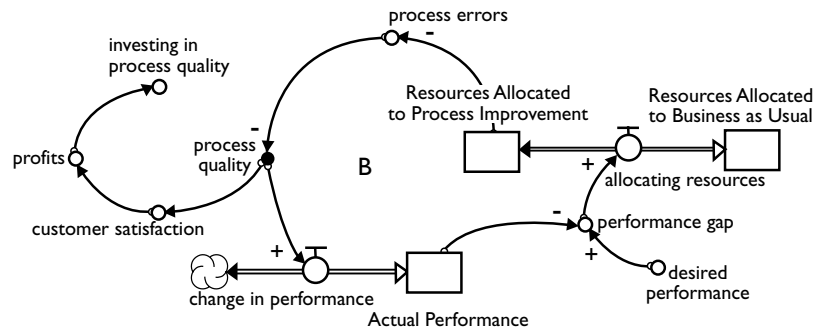 process errors
-
investing in
process quality
Resources Allocated
to Process Improvement
Resources Allocated
to Business as Usual
-
process
quality
profits
B
+
allocating resources
customer satisfaction
-
performance gap
+
+
desired
performance
change in performance
Actual Performance